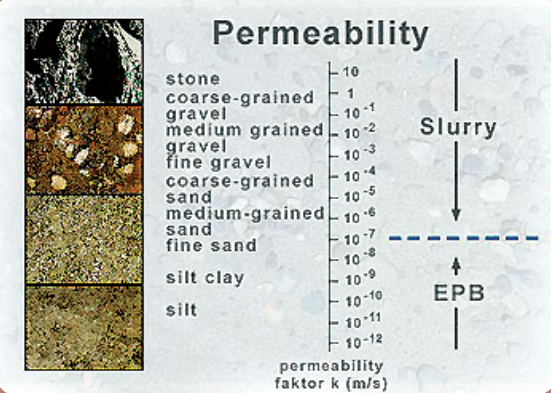 Permeability
stone
coarse-grained
gravel
medium grained
gravel
fine gravel
coarse-grained
sand
medium-grained
sand
fine sand
silt clay
silt
10
1
10⁻¹
10⁻²
10⁻³
10⁻⁴
10⁻⁵
10⁻⁶
10⁻⁷
10⁻⁸
10⁻⁹
10⁻¹⁰
10⁻¹¹
10⁻¹²
permeability
faktor k (m/s)
Slurry
EPB